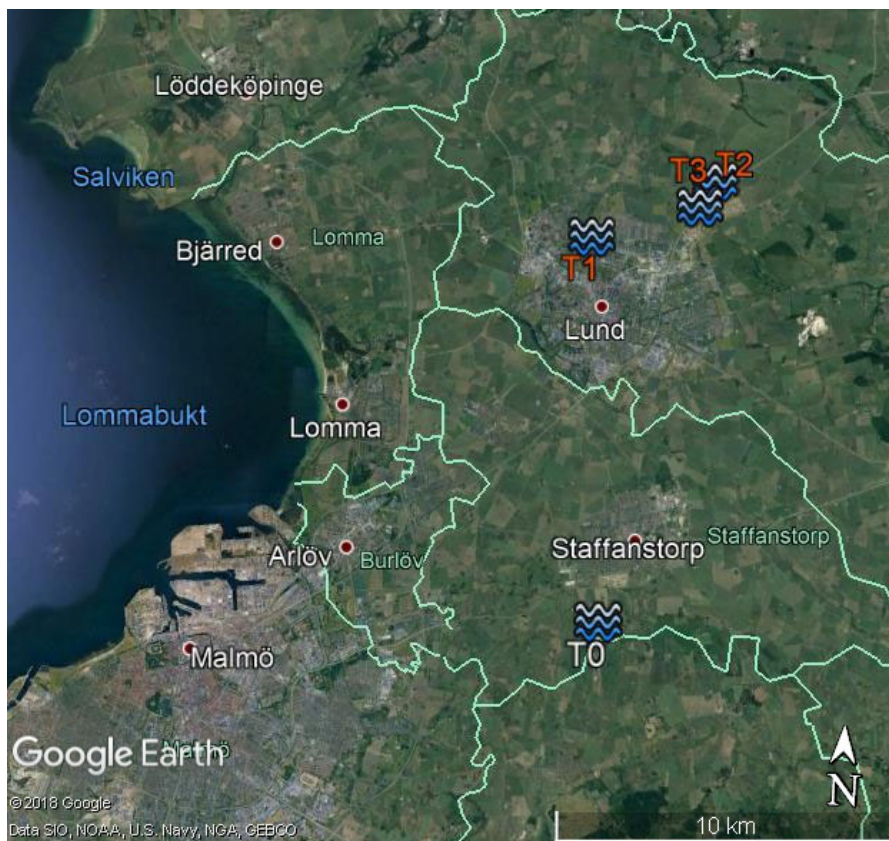 Löddeköpinge
T3
T2
Salviken
Bjärred
Lomma
T1
Lund
Lommabukt
Lomma
Staffanstorp
Staffanstorp
Arlöv
Burlöv
T0
Malmö
Malmö
Google Earth
N
©2018 Google
Data SIO, NOAA, U.S. Navy, NGA, GEBCO
10 km